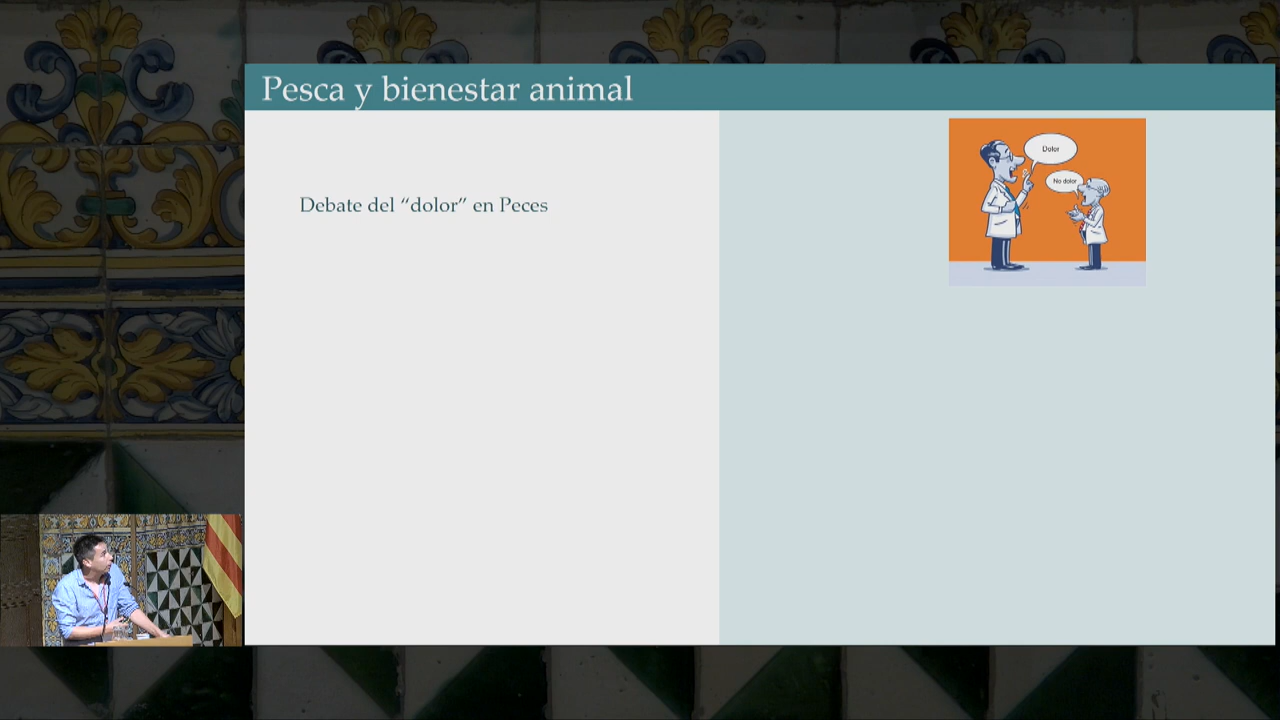 Pesca y bienestar animal
Debate del “dolor” en Peces
Dolor
No dolor